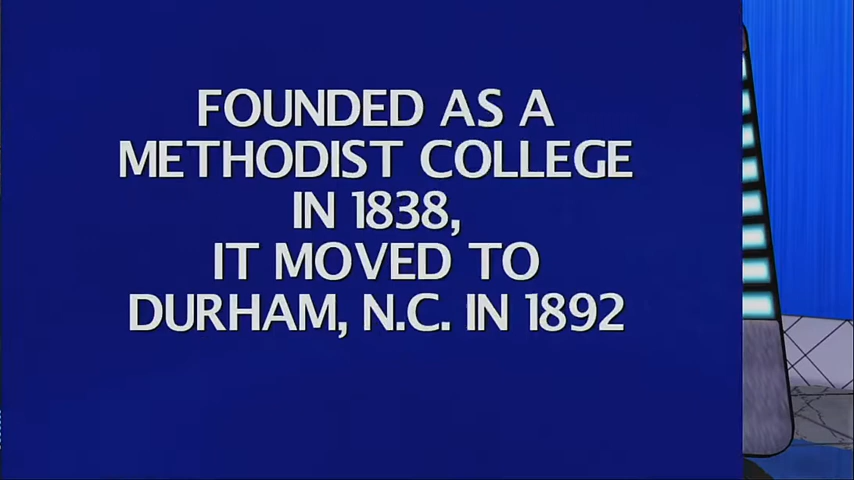 FOUNDED AS A
METHODIST COLLEGE
IN 1838,
IT MOVED TO
DURHAM, N.C. IN 1892